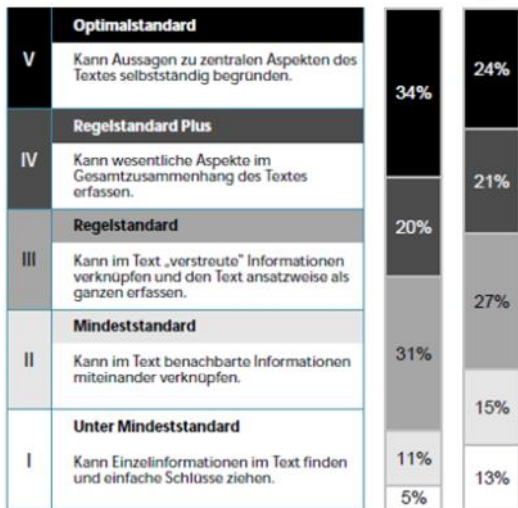 V
Optimalstandard
Kann Aussagen zu zentralen Aspekten des
Textes selbstständig begründen.
IV
Regelstandard Plus
Kann wesentliche Aspekte im
Gesamtzusammenhang des Textes
erfassen.
III
Regelstandard
Kann im Text „verstreute" Informationen
verknüpfen und den Text ansatzweise als
ganzen erfassen.
II
Mindeststandard
Kann im Text benachbarte Informationen
miteinander verknüpfen.
I
Unter Mindeststandard
Kann Einzelinformationen im Text finden
und einfache Schlüsse ziehen.
34%
20%
31%
11%
5%
24%
21%
27%
15%
13%